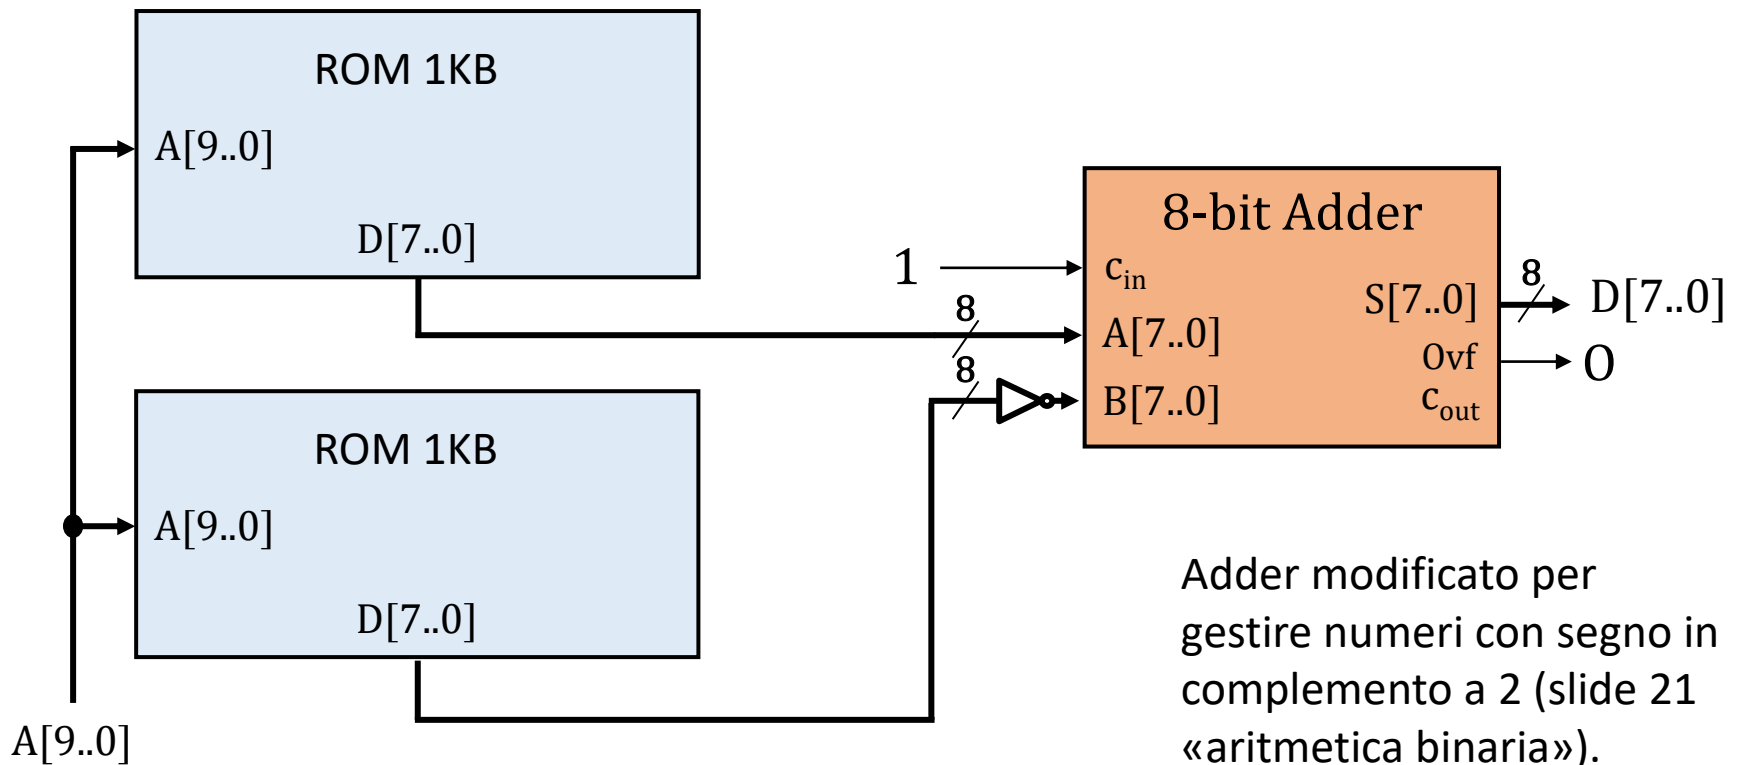 ROM 1KB
A[9..0]
D[7..0]
ROM 1KB
A[9..0]
D[7..0]
A[9..0]
8
8
1
8-bit Adder
cin
A[7..0]
B[7..0]
S[7..0]
Ovf
cout
8
D[7..0]
O
Adder modificato per
gestire numeri con segno in
complemento a 2 (slide 21
«aritmetica binaria»).